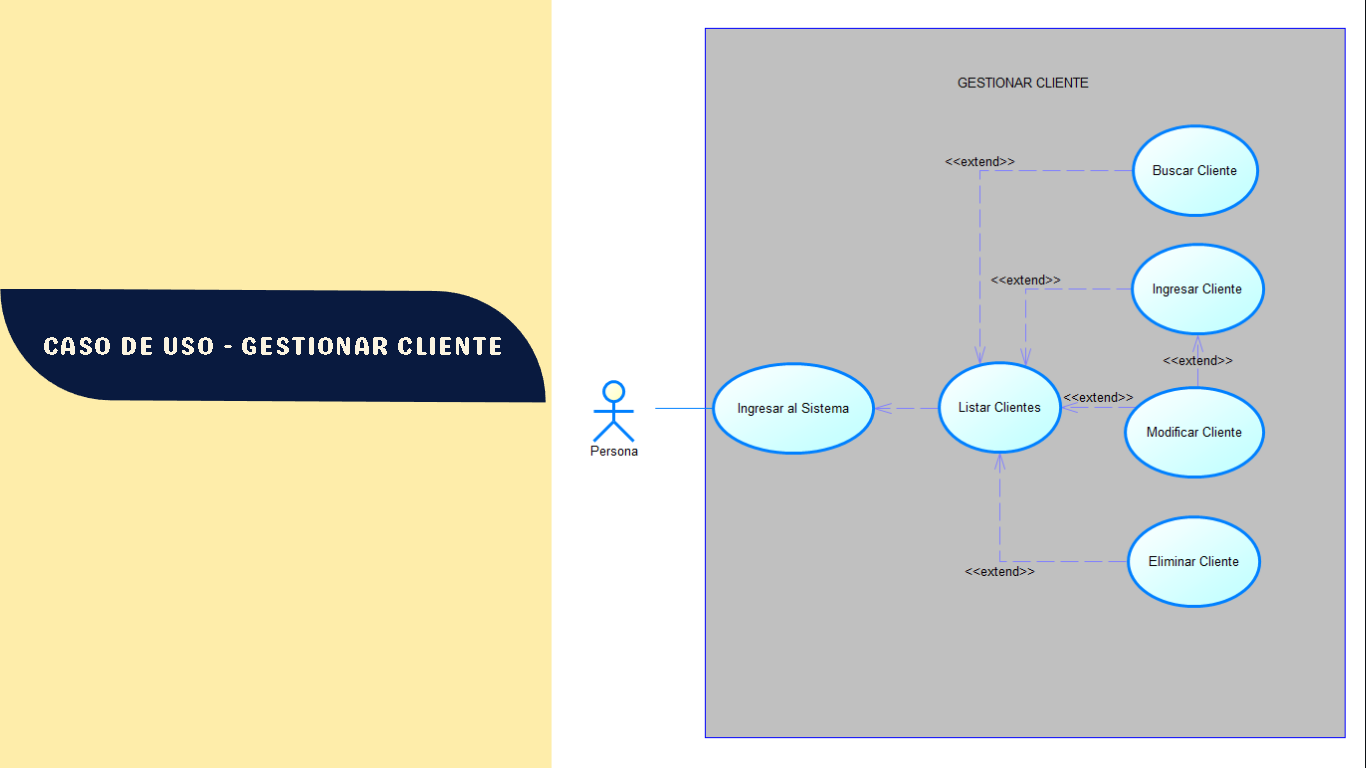 CASO DE USO - GESTIONAR CLIENTE
GESTIONAR CLIENTE
<<extend>>
Buscar Cliente
<<extend>>
Ingresar Cliente
<<extend>>
Ingresar al Sistema
Listar Clientes
<<extend>>
Modificar Cliente
Persona
Eliminar Cliente
<<extend>>